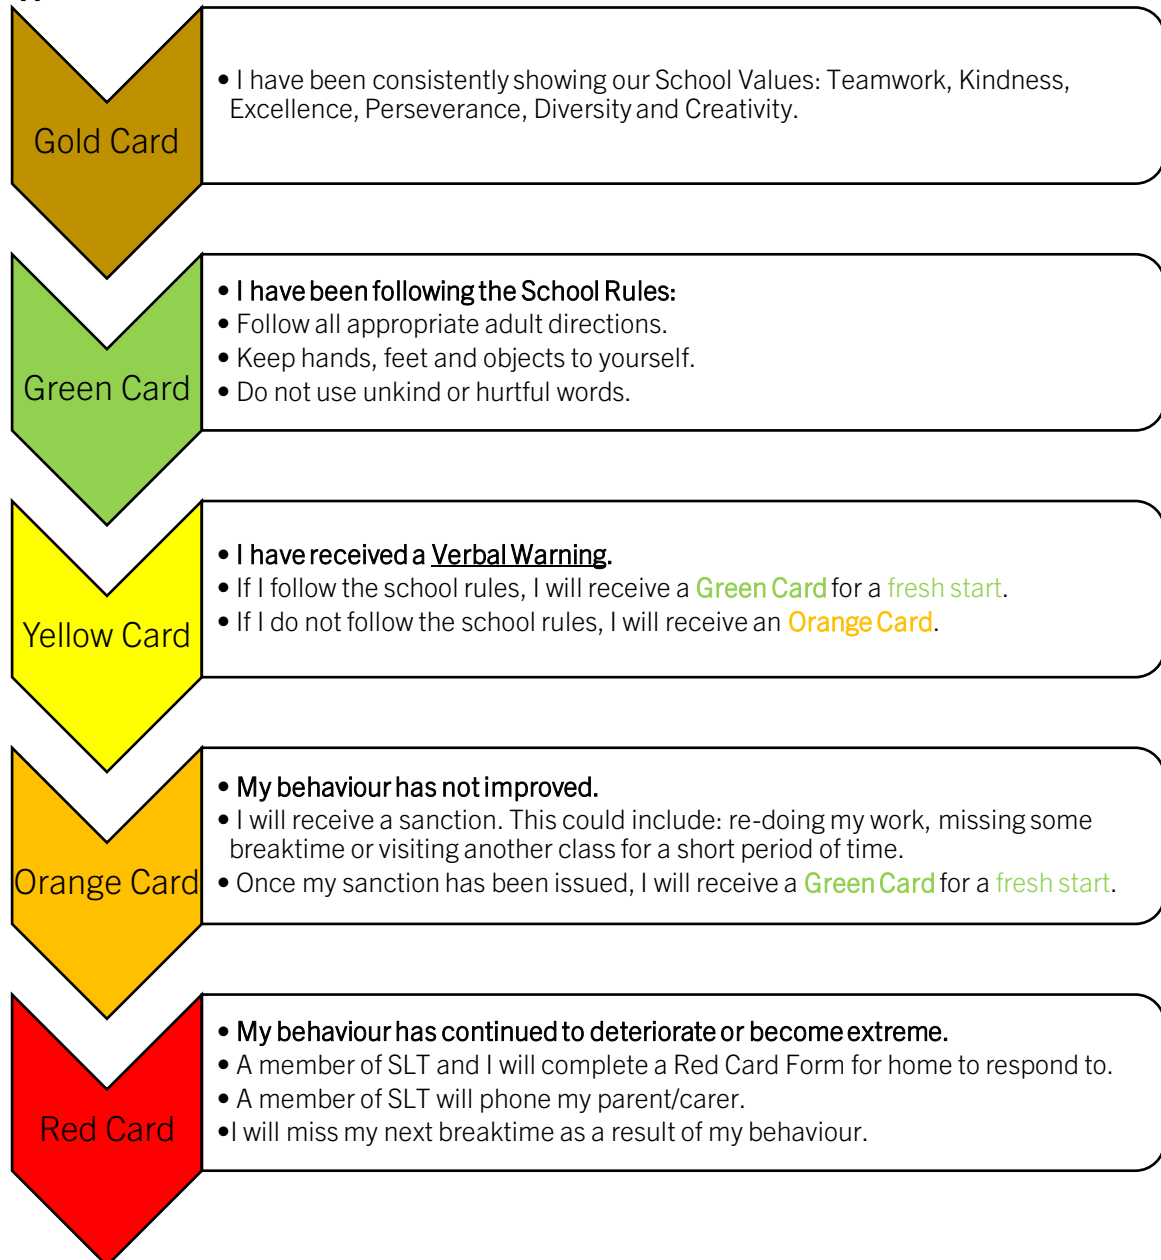 Gold Card
• I have been consistently showing our School Values: Teamwork, Kindness,
Excellence, Perseverance, Diversity and Creativity.
Green Card
• I have been following the School Rules:
• Follow all appropriate adult directions.
• Keep hands, feet and objects to yourself.
• Do not use unkind or hurtful words.
Yellow Card
• I have received a Verbal Warning.
• If I follow the school rules, I will receive a Green Card for a fresh start.
• If I do not follow the school rules, I will receive an Orange Card.
Orange Card
• My behaviour has not improved.
• I will receive a sanction. This could include: re-doing my work, missing some
breaktime or visiting another class for a short period of time.
• Once my sanction has been issued, I will receive a Green Card for a fresh start.
Red Card
• My behaviour has continued to deteriorate or become extreme.
• A member of SLT and I will complete a Red Card Form for home to respond to.
• A member of SLT will phone my parent/carer.
•I will miss my next breaktime as a result of my behaviour.